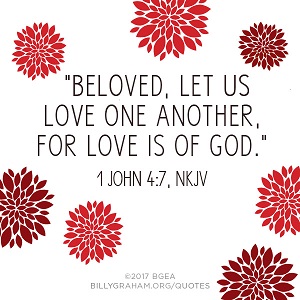 "BELOVED, LET US
LOVE ONE ANOTHER,
FOR LOVE IS OF GOD."
1 JOHN 4:7, NKJV
©2017 BGEA
BILLYGRAHAM.ORG/QUOTES